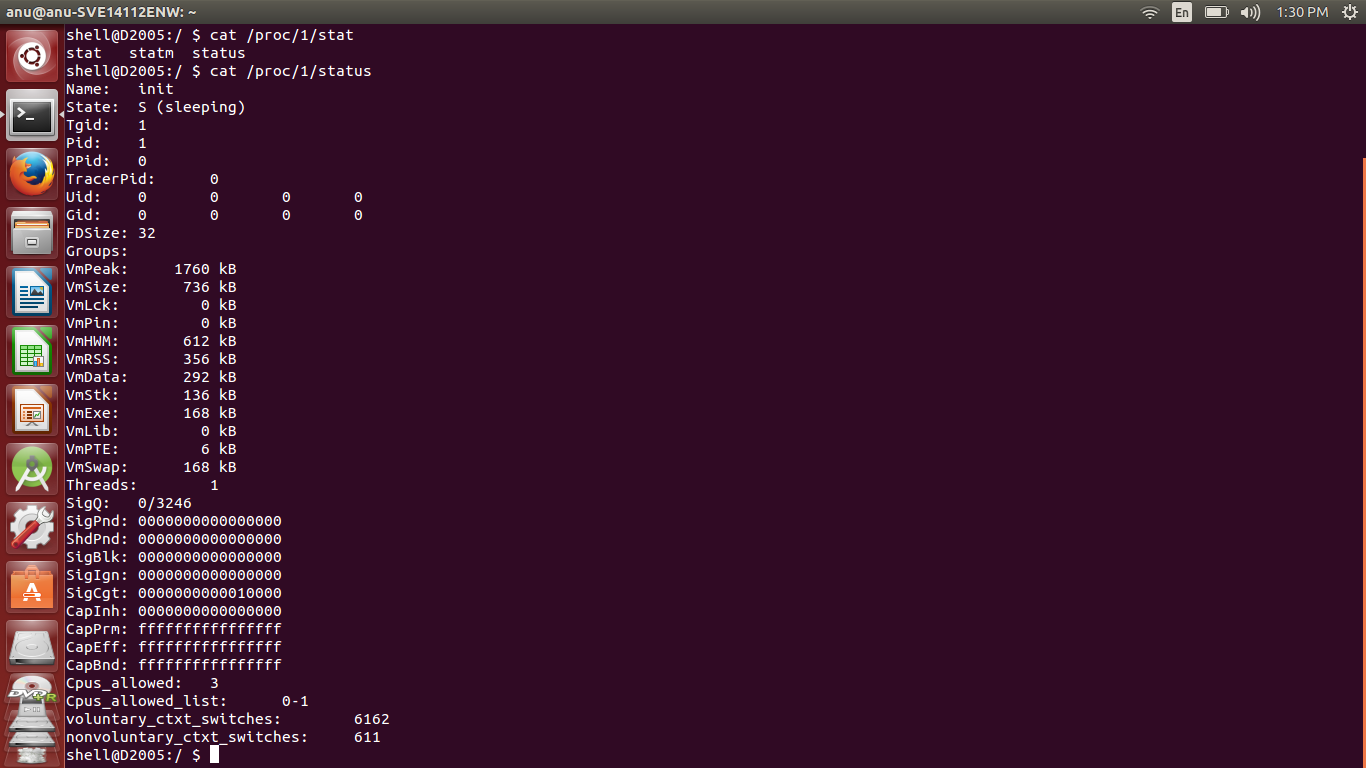 anu@anu-SVE14112ENW: ~ En 1:30 PM
shell@D2005:/ $ cat /proc/1/stat
stat   statm  status
shell@D2005:/ $ cat /proc/1/status
Name:   init
State:  S (sleeping)
Tgid:   1
Pid:    1
PPid:   0
TracerPid:      0
Uid:    0       0       0       0
Gid:    0       0       0       0
FDSize: 32
Groups:
VmPeak:     1760 kB
VmSize:      736 kB
VmLck:         0 kB
VmPin:         0 kB
VmHWM:       612 kB
VmRSS:       356 kB
VmData:      292 kB
VmStk:       136 kB
VmExe:       168 kB
VmLib:         0 kB
VmPTE:         6 kB
VmSwap:      168 kB
Threads:        1
SigQ:   0/3246
SigPnd: 0000000000000000
ShdPnd: 0000000000000000
SigBlk: 0000000000000000
SigIgn: 0000000000000000
SigCgt: 0000000000010000
CapInh: 0000000000000000
CapPrm: ffffffffffffffff
CapEff: ffffffffffffffff
CapBnd: ffffffffffffffff
Cpus_allowed:   3
Cpus_allowed_list:      0-1
voluntary_ctxt_switches:        6162
nonvoluntary_ctxt_switches:     611
shell@D2005:/ $